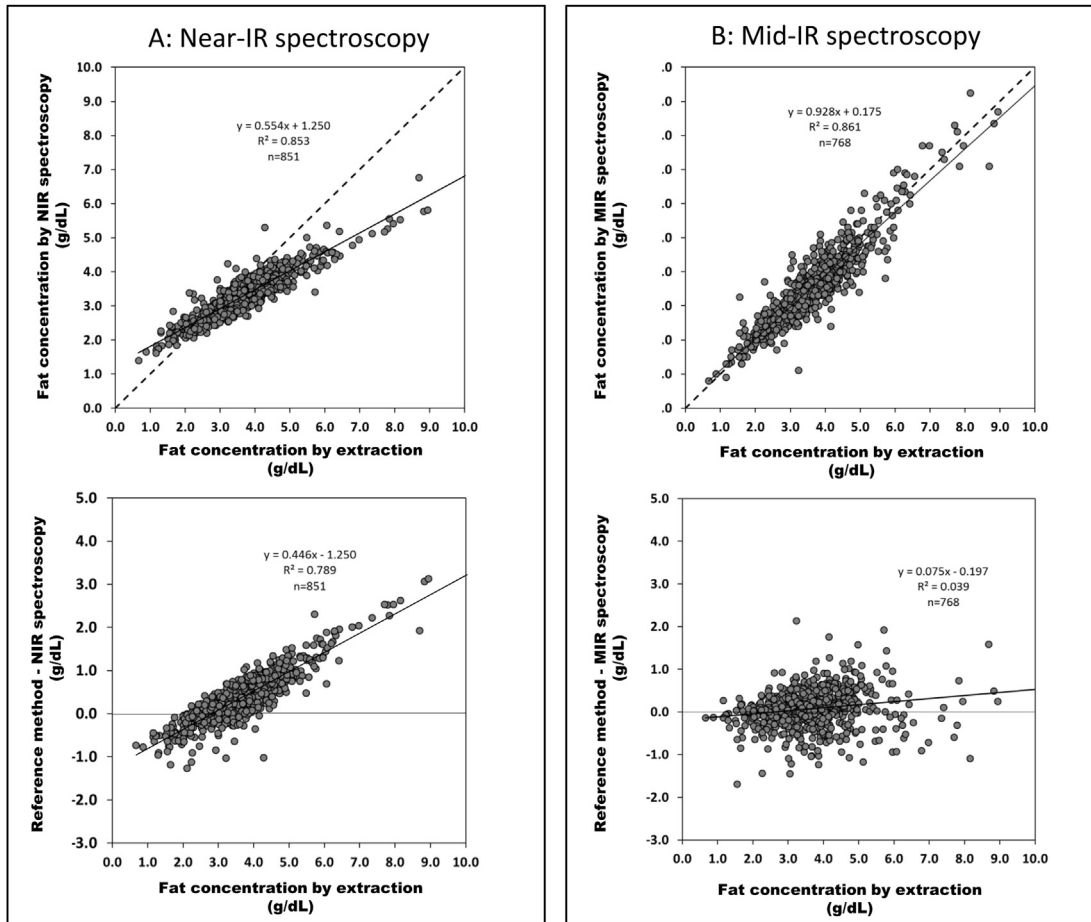 A: Near-IR spectroscopy
10.0
9.0
8.0
7.0
6.0
5.0
4.0
3.0
2.0
1.0
0.0
Fat concentration by NIR spectroscopy
(g/dL)
y = 0.554x + 1.250
R² = 0.853
n=851
0.0 1.0 2.0 3.0 4.0 5.0 6.0 7.0 8.0 9.0 10.0
Fat concentration by extraction
(g/dL)
5.0
4.0
3.0
2.0
1.0
0.0
-1.0
-2.0
-3.0
Reference method - NIR spectroscopy
(g/dL)
y = 0.446x - 1.250
R² = 0.789
n=851
0.0 1.0 2.0 3.0 4.0 5.0 6.0 7.0 8.0 9.0 10.0
Fat concentration by extraction
(g/dL)
B: Mid-IR spectroscopy
.0
.0
.0
.0
.0
.0
.0
.0
.0
.0
.0
Fat concentration by MIR spectroscopy
(g/dL)
y = 0.928x + 0.175
R² = 0.861
n=768
0.0 1.0 2.0 3.0 4.0 5.0 6.0 7.0 8.0 9.0 10.0
Fat concentration by extraction
(g/dL)
5.0
4.0
3.0
2.0
1.0
0.0
-1.0
-2.0
-3.0
Reference method - MIR spectroscopy
(g/dL)
y = 0.075x - 0.197
R² = 0.039
n=768
0.0 1.0 2.0 3.0 4.0 5.0 6.0 7.0 8.0 9.0 10.0
Fat concentration by extraction
(g/dL)